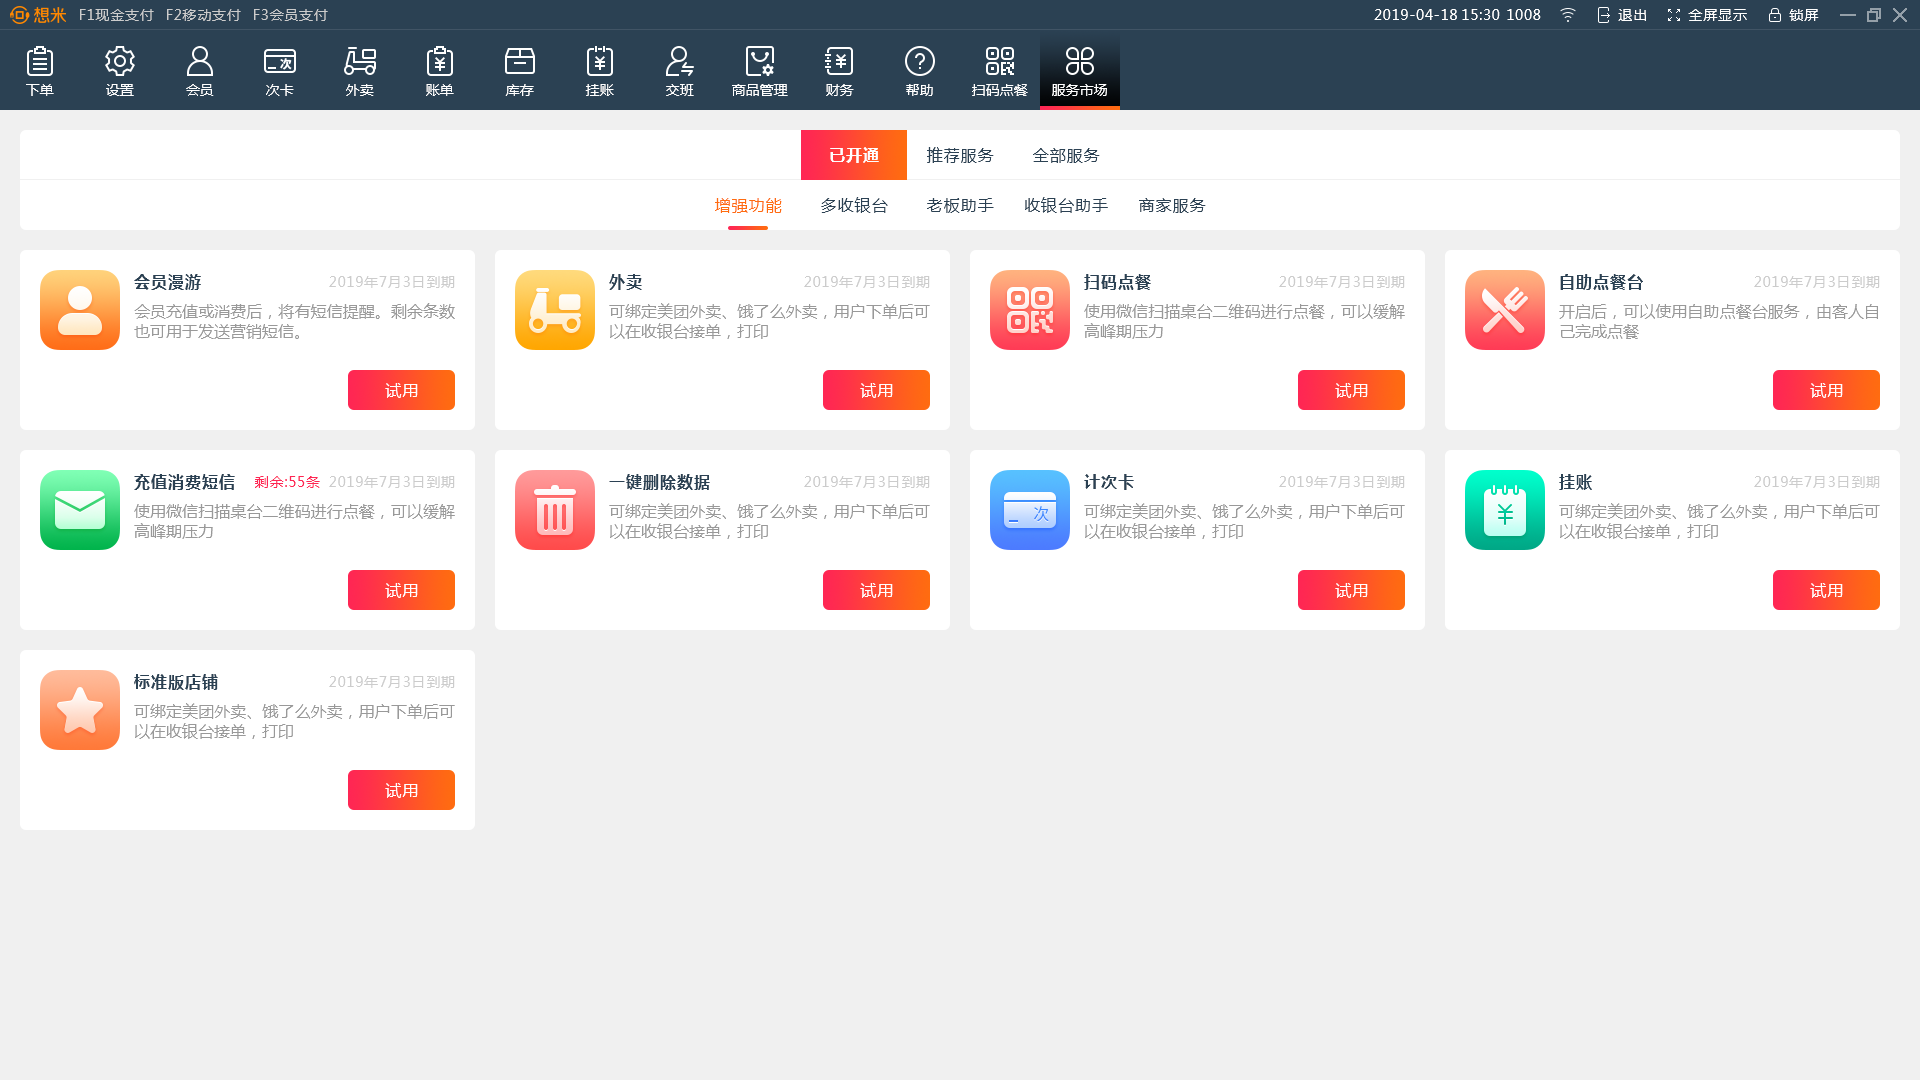 想米 F1现金支付 F2移动支付 F3会员支付 2019-04-18 15:30 1008 退出 全屏显示 锁屏
下单 设置 会员 次卡 外卖 账单 库存 挂账 交班 商品管理 财务 帮助 扫码点餐 服务市场
已开通 推荐服务 全部服务
增强功能 多收银台 老板助手 收银台助手 商家服务
会员漫游 2019年7月3日到期
会员充值或消费后，将有短信提醒。剩余条数
也可用于发送营销短信。
试用
外卖 2019年7月3日到期
可绑定美团外卖、饿了么外卖，用户下单后可
以在收银台接单，打印
试用
扫码点餐 2019年7月3日到期
使用微信扫描桌台二维码进行点餐，可以缓解
高峰期压力
试用
自助点餐台 2019年7月3日到期
开启后，可以使用自助点餐台服务，由客人自
己完成点餐
试用
充值消费短信 剩余:55条 2019年7月3日到期
使用微信扫描桌台二维码进行点餐，可以缓解
高峰期压力
试用
一键删除数据 2019年7月3日到期
可绑定美团外卖、饿了么外卖，用户下单后可
以在收银台接单，打印
试用
次
计次卡 2019年7月3日到期
可绑定美团外卖、饿了么外卖，用户下单后可
以在收银台接单，打印
试用
挂账 2019年7月3日到期
可绑定美团外卖、饿了么外卖，用户下单后可
以在收银台接单，打印
试用
标准版店铺 2019年7月3日到期
可绑定美团外卖、饿了么外卖，用户下单后可
以在收银台接单，打印
试用